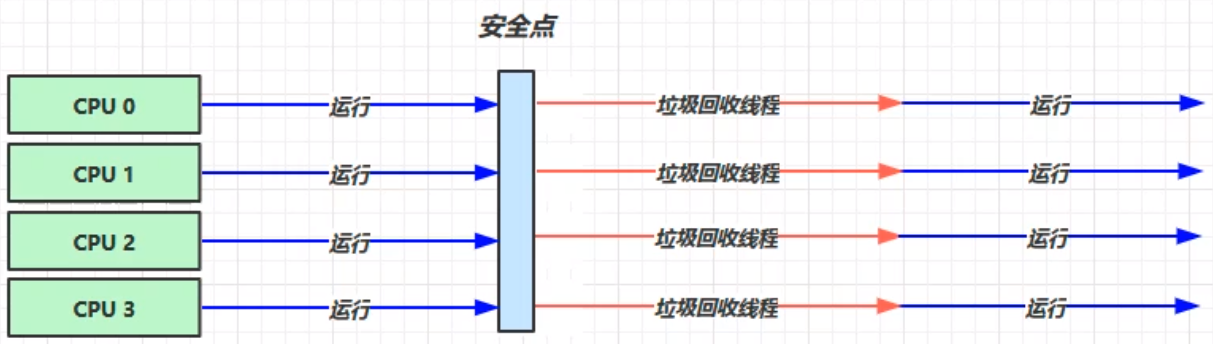 安全点
CPU 0 运行 垃圾回收线程 运行
CPU 1 运行 垃圾回收线程 运行
CPU 2 运行 垃圾回收线程 运行
CPU 3 运行 垃圾回收线程 运行